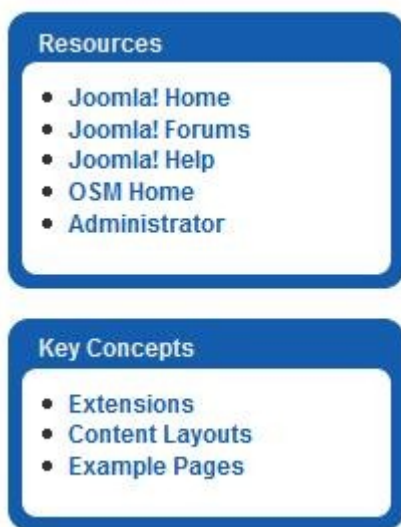 Resources
Joomla! Home
Joomla! Forums
Joomla! Help
OSM Home
Administrator
Key Concepts
Extensions
Content Layouts
Example Pages